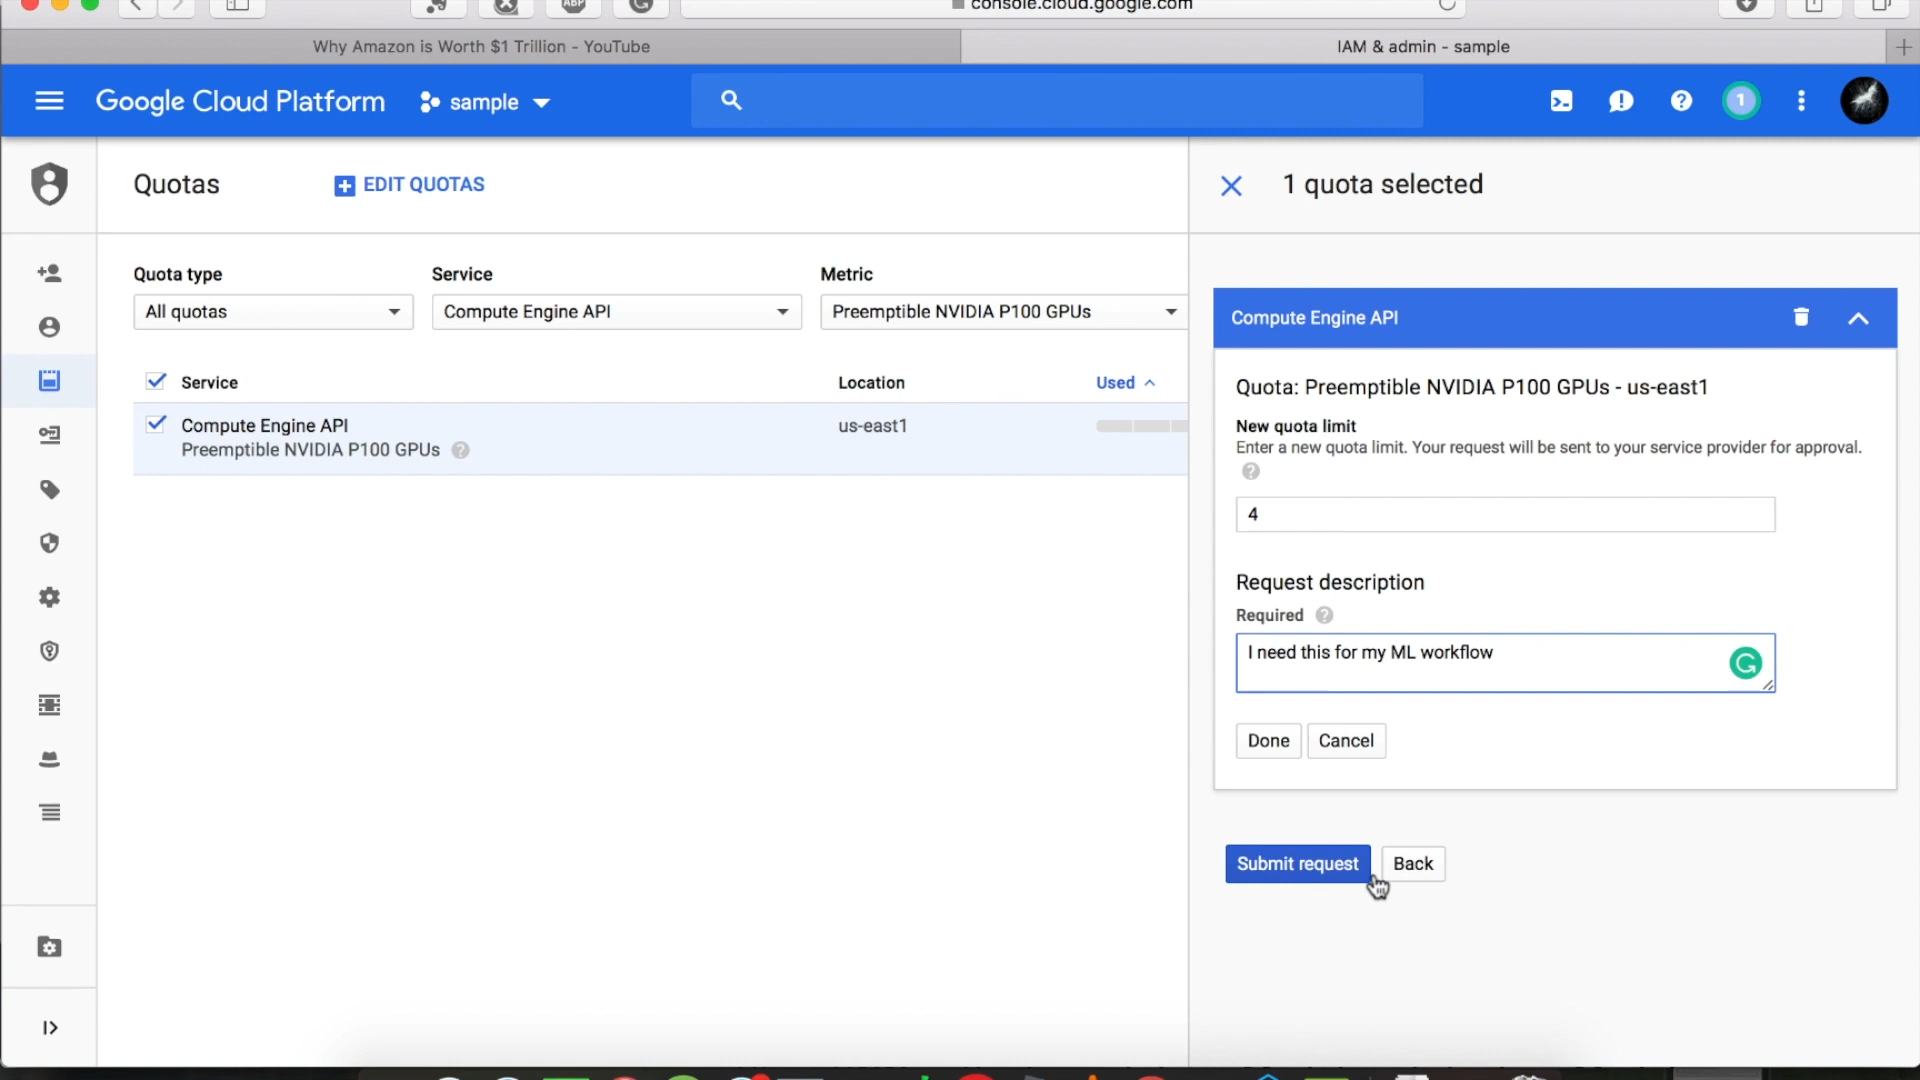 console.cloud.google.com
Why Amazon is Worth $1 Trillion - YouTube
IAM & admin - sample
Google Cloud Platform
sample
1
Quotas
EDIT QUOTAS
1 quota selected
Quota type
Service
Metric
All quotas
Compute Engine API
Preemptible NVIDIA P100 GPUs
Service
Location
Used
Compute Engine API
us-east1
Preemptible NVIDIA P100 GPUs
Compute Engine API
Quota: Preemptible NVIDIA P100 GPUs - us-east1
New quota limit
Enter a new quota limit. Your request will be sent to your service provider for approval.
4
Request description
Required
I need this for my ML workflow
Done
Cancel
Submit request
Back